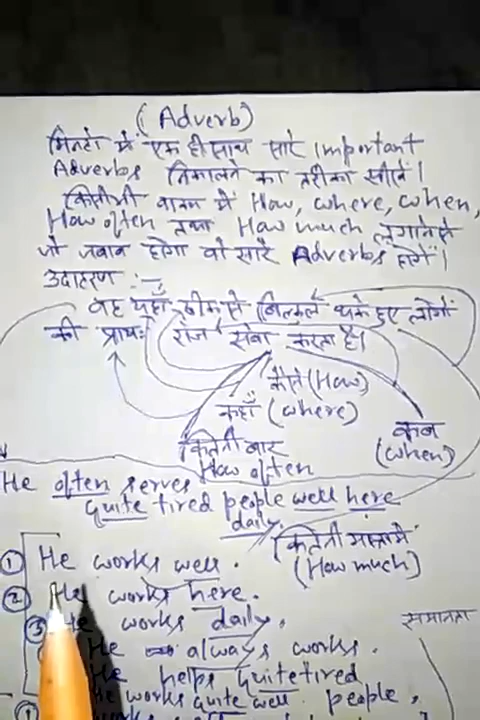 (Adverb)
मिनटों में एक ही साथ सारे Important
Adverbs निकालने का तरीका सीखें।
किसी भी वाक्य में How, where, when,
How often तथा How much लगाने से
जो जवाब होगा वो सारे Adverbs होगें।
उदाहरण :-
वह यहाँ ठीक से बिल्कुल थके हुए लोगों
की प्रायः रोज सेवा करता है।
कैसे (How)
कहाँ (where)
कब
(when)
कितनी बार
How often
He often serves
quite tired people well here
daily.
कितनी मात्रा में
(How much)
① He works well.
② He works here.
③ He works daily.
He always works.
He helps quite tired
people.
He works quite well.
समानता